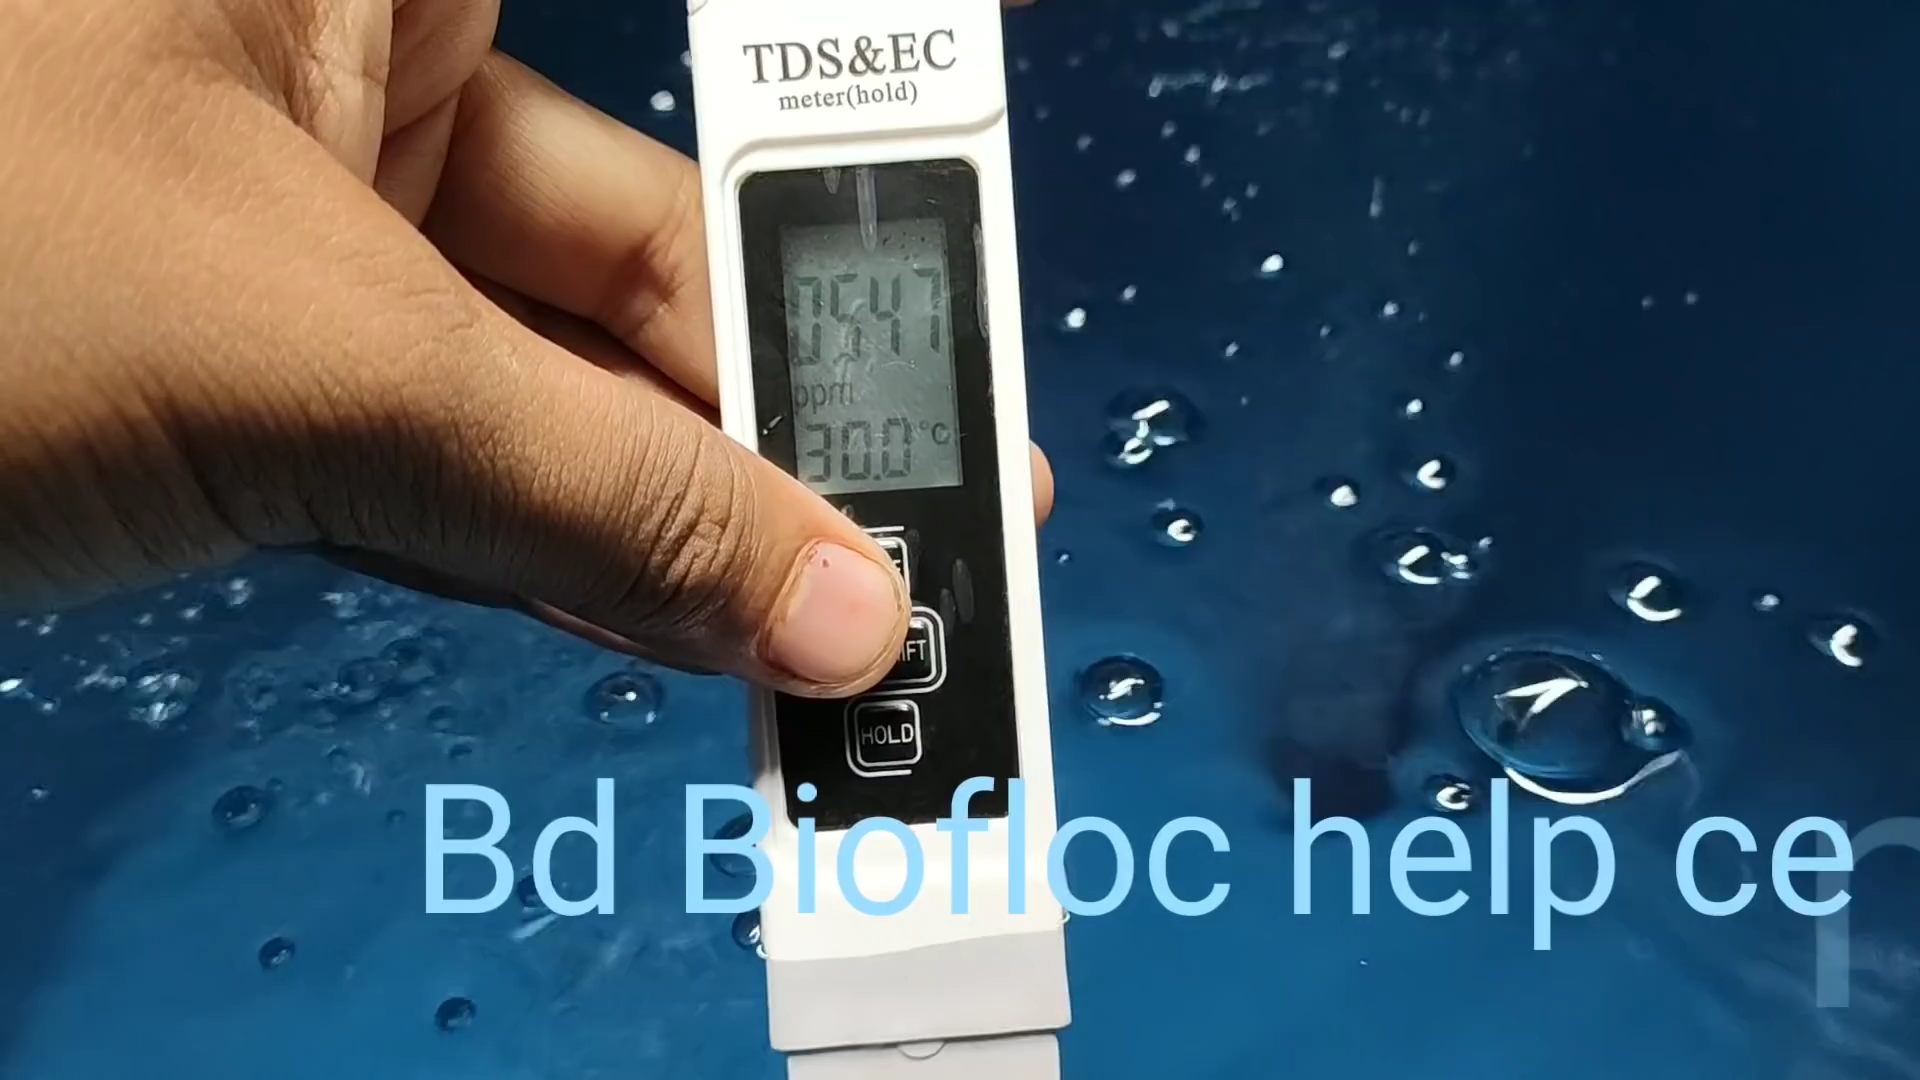 TDS&EC
meter(hold)
0547
ppm
30.0°C
HOLD
Bd Biofloc help ce